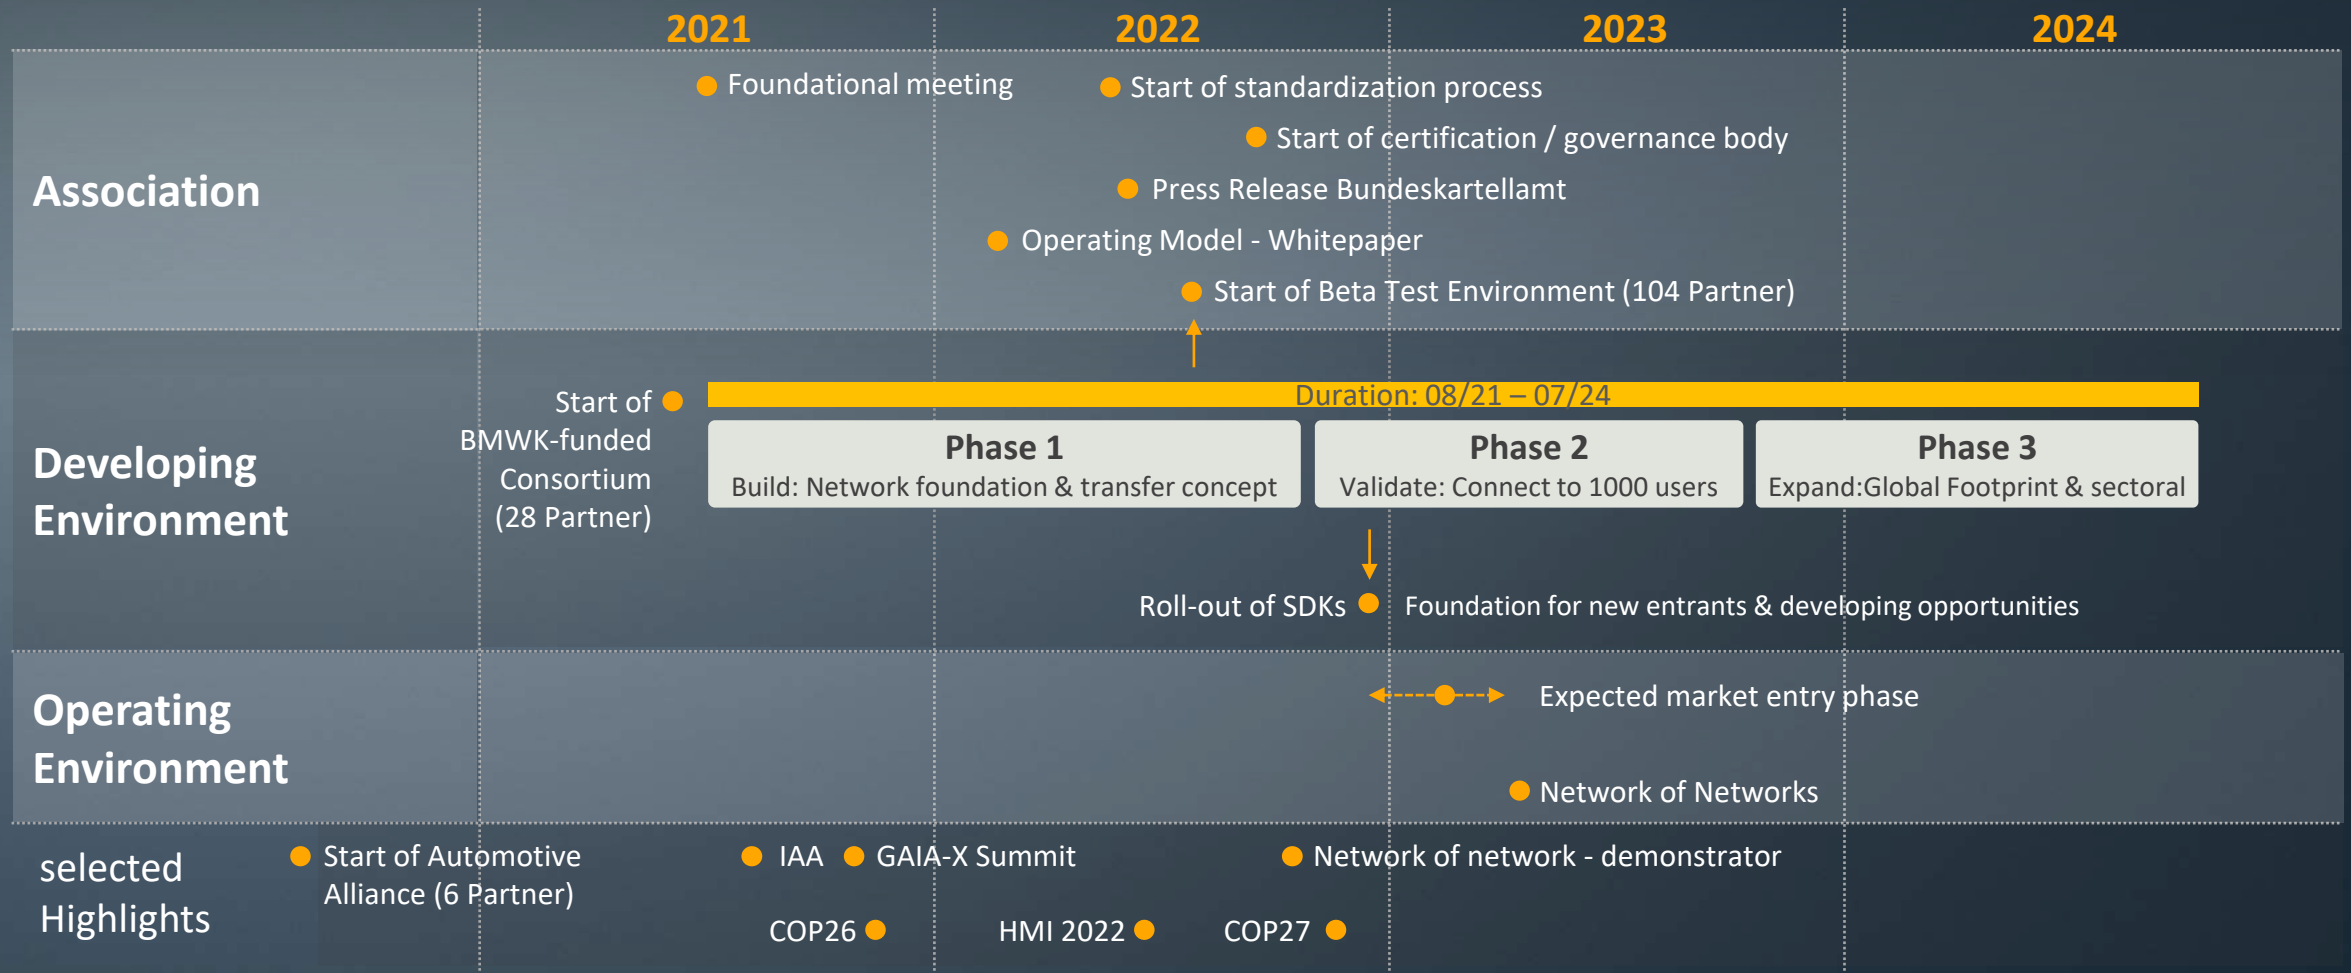 2021
2022
2023
2024
Association
Foundational meeting
Start of standardization process
Start of certification / governance body
Press Release Bundeskartellamt
Operating Model - Whitepaper
Start of Beta Test Environment (104 Partner)
Developing
Environment
Start of
BMWK-funded
Consortium
(28 Partner)
Duration: 08/21 – 07/24
Phase 1
Build: Network foundation & transfer concept
Phase 2
Validate: Connect to 1000 users
Phase 3
Expand:Global Footprint & sectoral
Roll-out of SDKs
Foundation for new entrants & developing opportunities
Operating
Environment
Expected market entry phase
Network of Networks
selected
Highlights
Start of Automotive
Alliance (6 Partner)
IAA
GAIA-X Summit
Network of network - demonstrator
COP26
HMI 2022
COP27